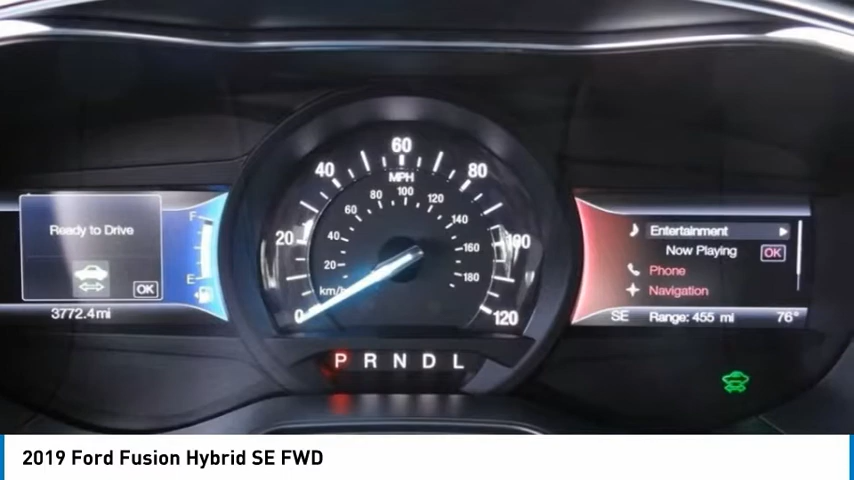 Ready to Drive
OK
3772.4mi
F
E
0
20
40
60
80
100
120
MPH
20
40
60
80
100
120
140
160
180
km/h
P R N D L
Entertainment
Now Playing
OK
Phone
Navigation
SE Range: 455 mi 76°
2019 Ford Fusion Hybrid SE FWD